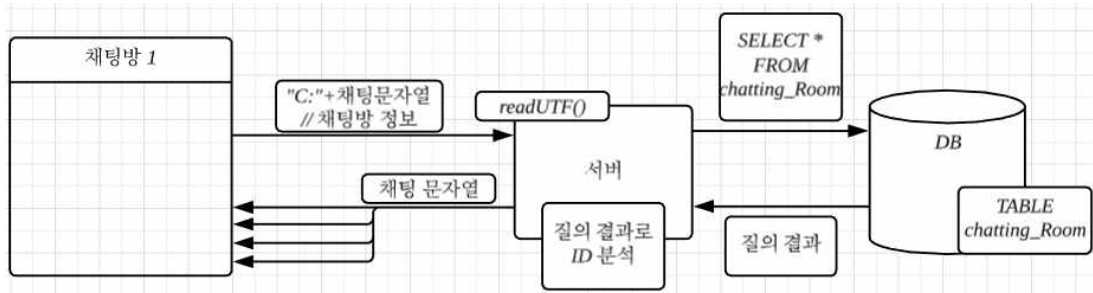 채팅방 1
"C:"+채팅문자열
// 채팅방 정보
readUTF()
SELECT *
FROM
chatting_Room
서버
DB
채팅 문자열
질의 결과로
ID 분석
질의 결과
TABLE
chatting_Room